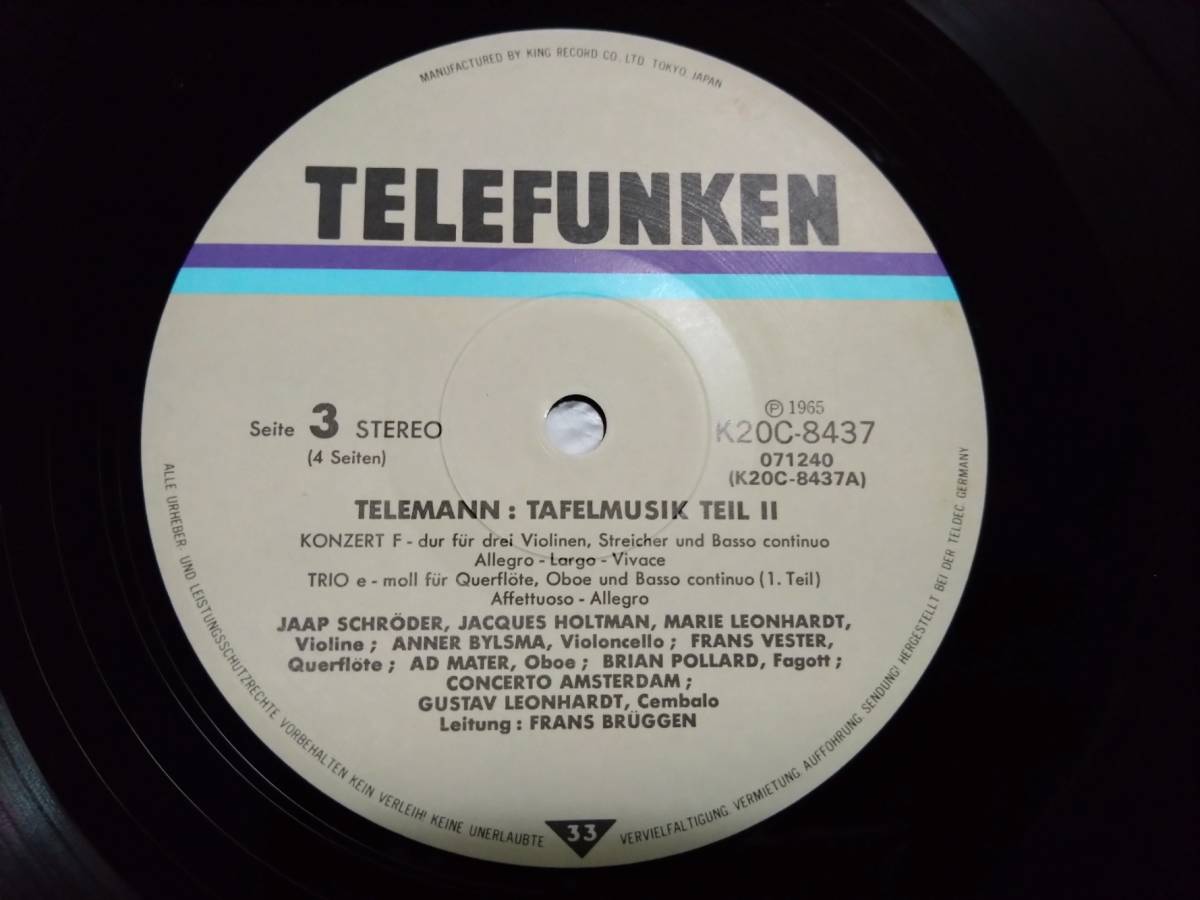 MANUFACTURED BY KING RECORD CO., LTD. TOKYO, JAPAN
TELEFUNKEN
Seite 3 STEREO
(4 Seiten)
Ⓟ 1965
K20C-8437
071240
(K20C-8437A)
TELEMANN : TAFELMUSIK TEIL II
KONZERT F - dur für drei Violinen, Streicher und Basso continuo
Allegro - Largo - Vivace
TRIO e - moll für Querflöte, Oboe und Basso continuo (1. Teil)
Affettuoso - Allegro
JAAP SCHRÖDER, JACQUES HOLTMAN, MARIE LEONHARDT,
Violine ; ANNER BYLSMA, Violoncello ; FRANS VESTER,
Querflöte ; AD MATER, Oboe ; BRIAN POLLARD, Fagott ;
CONCERTO AMSTERDAM ;
GUSTAV LEONHARDT, Cembalo
Leitung : FRANS BRÜGGEN
ALLE URHEBER- UND LEISTUNGSSCHUTZRECHTE VORBEHALTEN KEIN VERLEIH! KEINE UNERLAUBTE VERVIELFALTIGUNG, VERMIETUNG, AUFFOHRUNG, SENDUNG! HERGESTELLT BEI DER TELDEC GERMANY
33